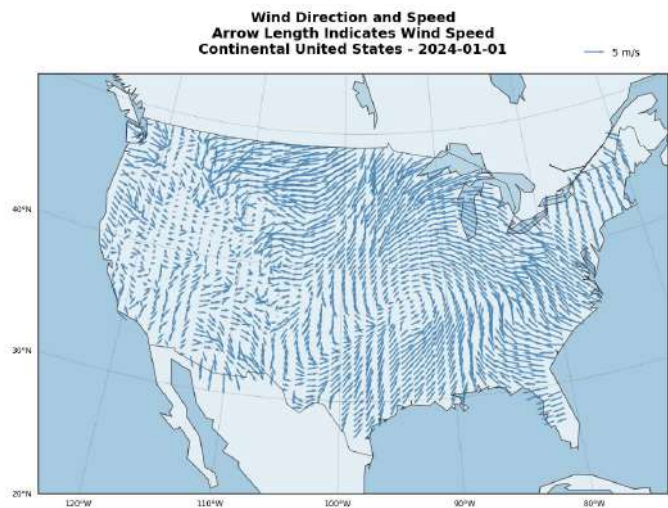 Wind Direction and Speed
Arrow Length Indicates Wind Speed
Continental United States - 2024-01-01
5 m/s
40°N
30°N
20°N
120°W
110°W
100°W
90°W
80°W